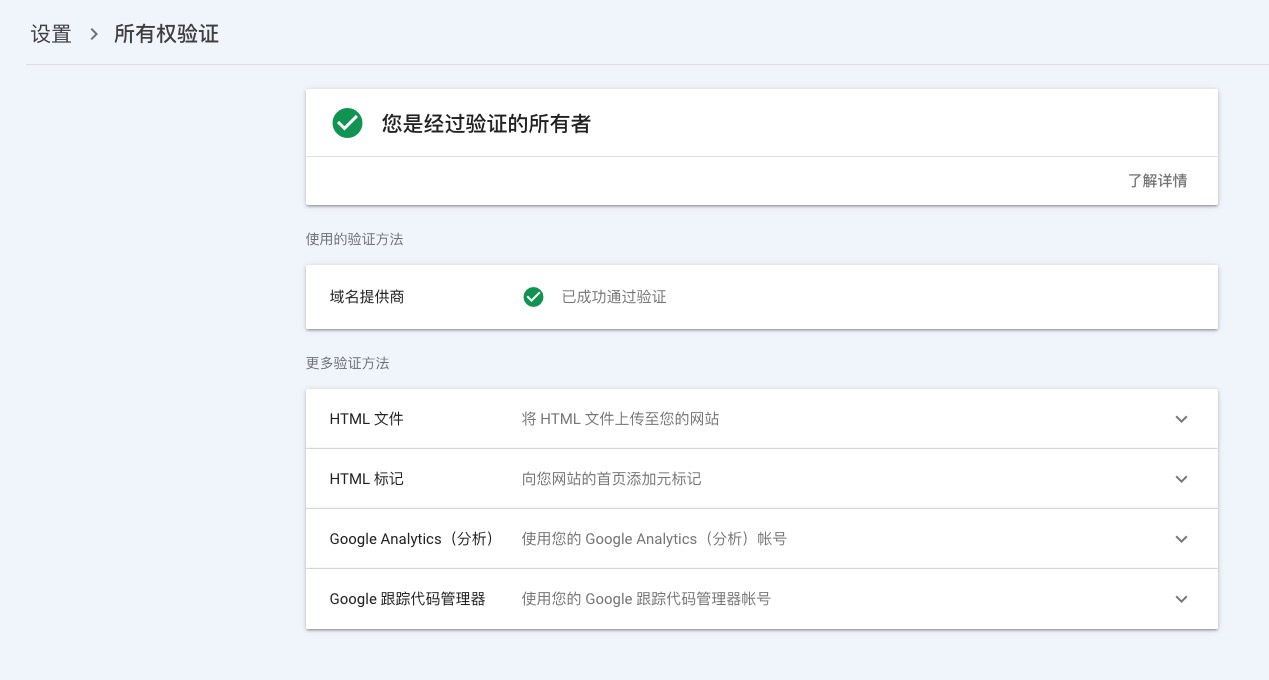 设置 > 所有权验证
您是经过验证的所有者
了解详情
使用的验证方法
域名提供商 已成功通过验证
更多验证方法
HTML 文件 将 HTML 文件上传至您的网站
HTML 标记 向您网站的首页添加元标记
Google Analytics（分析） 使用您的 Google Analytics（分析）帐号
Google 跟踪代码管理器 使用您的 Google 跟踪代码管理器帐号